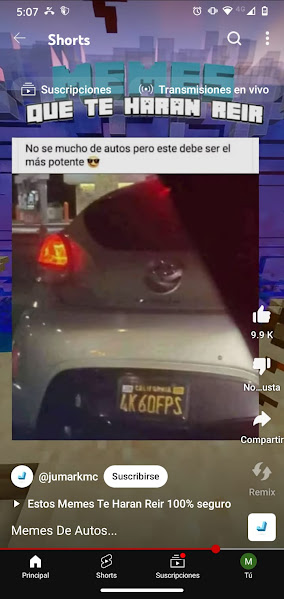 5:07
4G
Shorts
MEMES
Suscripciones
Transmisiones en vivo
QUE TE HARAN REIR
No se mucho de autos pero este debe ser el
más potente 😎
CALIFORNIA
4K60FPS
9.9 K
No...usta
Compartir
@jumarkmc
Suscribirse
Remix
Estos Memes Te Haran Reir 100% seguro
Memes De Autos...
Principal
Shorts
Suscripciones
M
Tú